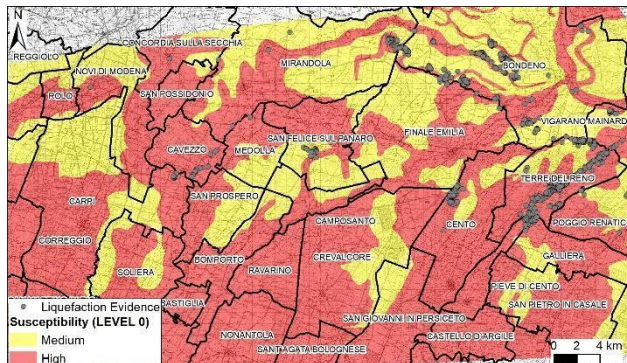 N
CONCORDIA SULLA SECCHIA
REGGIOLO
NOVI DI MODENA
MIRANDOLA
BONDENO
ROLO
SAN POSSIDONIO
VIGARANO MAINARD
FINALE EMILIA
SAN FELICE SUL PANARO
CAVEZZO
MEDOLLA
TERRE DEL RENO
SAN PROSPERO
CARPI
CAMPOSANTO
CENTO
POGGIO RENATIC
CORREGGIO
CREVALCORE
GALLIERA
BOMPORTO
SOLIERA
RAVARINO
PIEVE DI CENTO
SAN PIETRO IN CASALE
BASTIGLIA
SAN GIOVANNI IN PERSICETO
NONANTOLA
CASTELLO D'ARGILE
SANT'AGATA BOLOGNESE
Liquefaction Evidence
Susceptibility (LEVEL 0)
Medium
High
0 2 4 km